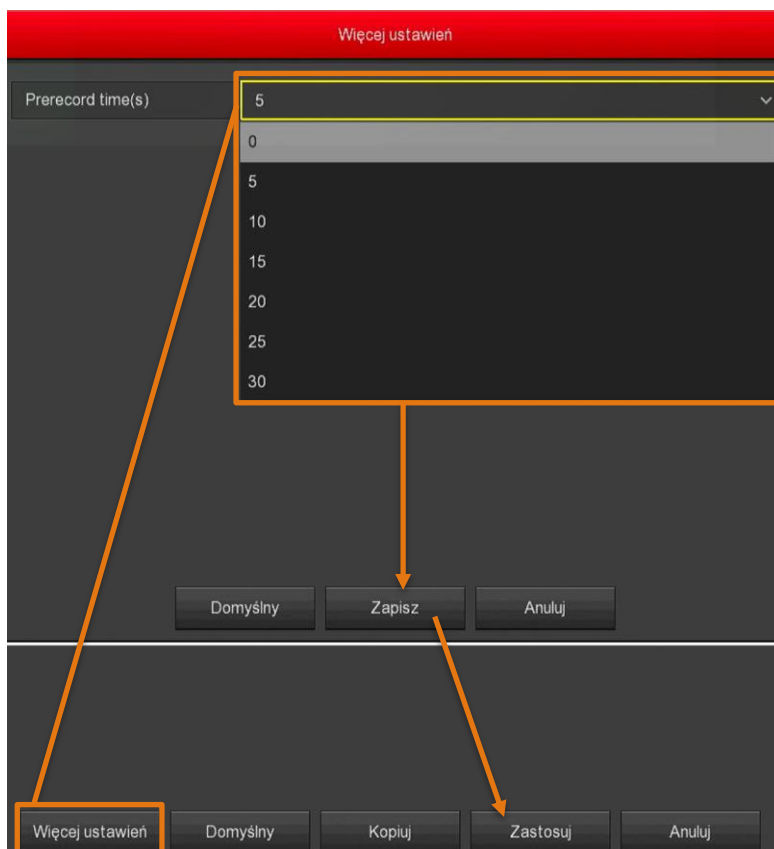 Więcej ustawień
Prerecord time(s) 5
0
5
10
15
20
25
30
Domyślny Zapisz Anuluj
Więcej ustawień Domyślny Kopiuj Zastosuj Anuluj